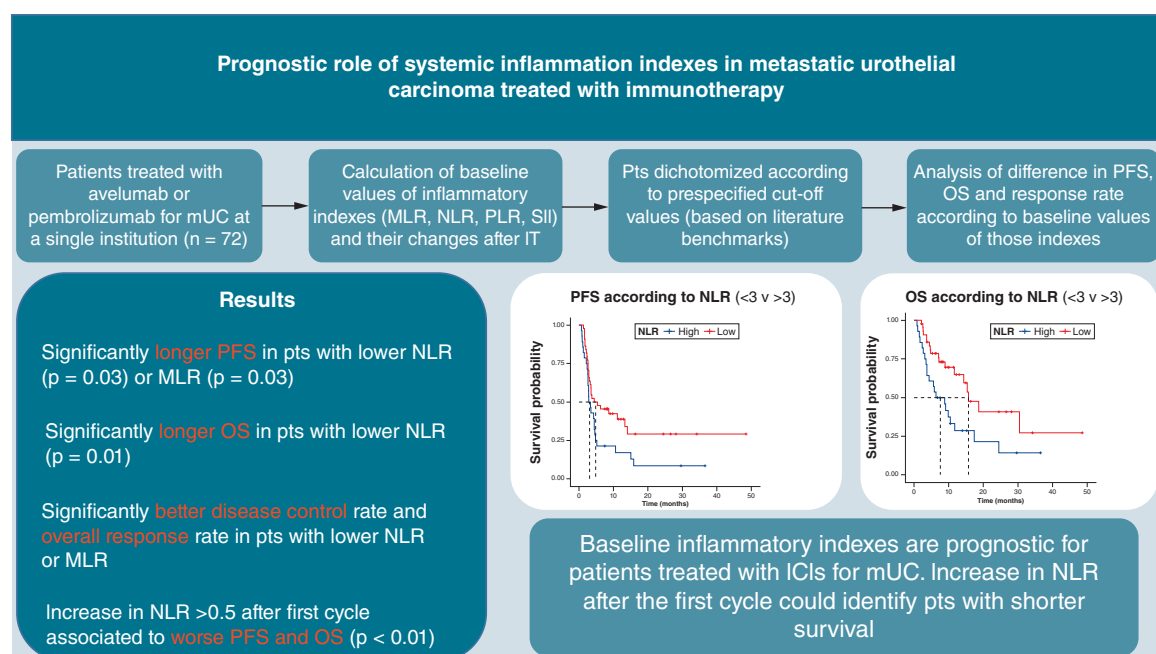 Prognostic role of systemic inflammation indexes in metastatic urothelial
carcinoma treated with immunotherapy
Patients treated with
avelumab or
pembrolizumab for mUC at
a single institution (n = 72)
Calculation of baseline
values of inflammatory
indexes (MLR, NLR, PLR, SII)
and their changes after IT
Pts dichotomized according
to prespecified cut-off
values (based on literature
benchmarks)
Analysis of difference in PFS,
OS and response rate
according to baseline values
of those indexes
Results
Significantly longer PFS in pts with lower NLR
(p = 0.03) or MLR (p = 0.03)
Significantly longer OS in pts with lower NLR
(p = 0.01)
Significantly better disease control rate and
overall response rate in pts with lower NLR
or MLR
Increase in NLR >0.5 after first cycle
associated to worse PFS and OS (p < 0.01)
PFS according to NLR (<3 v >3)
NLR High Low
Survival probability
1.00
0.75
0.50
0.25
0.00
0 10 20 30 40 50
Time (months)
OS according to NLR (<3 v >3)
NLR High Low
Survival probability
1.00
0.75
0.50
0.25
0.00
0 10 20 30 40 50
Time (months)
Baseline inflammatory indexes are prognostic for
patients treated with ICIs for mUC. Increase in NLR
after the first cycle could identify pts with shorter
survival